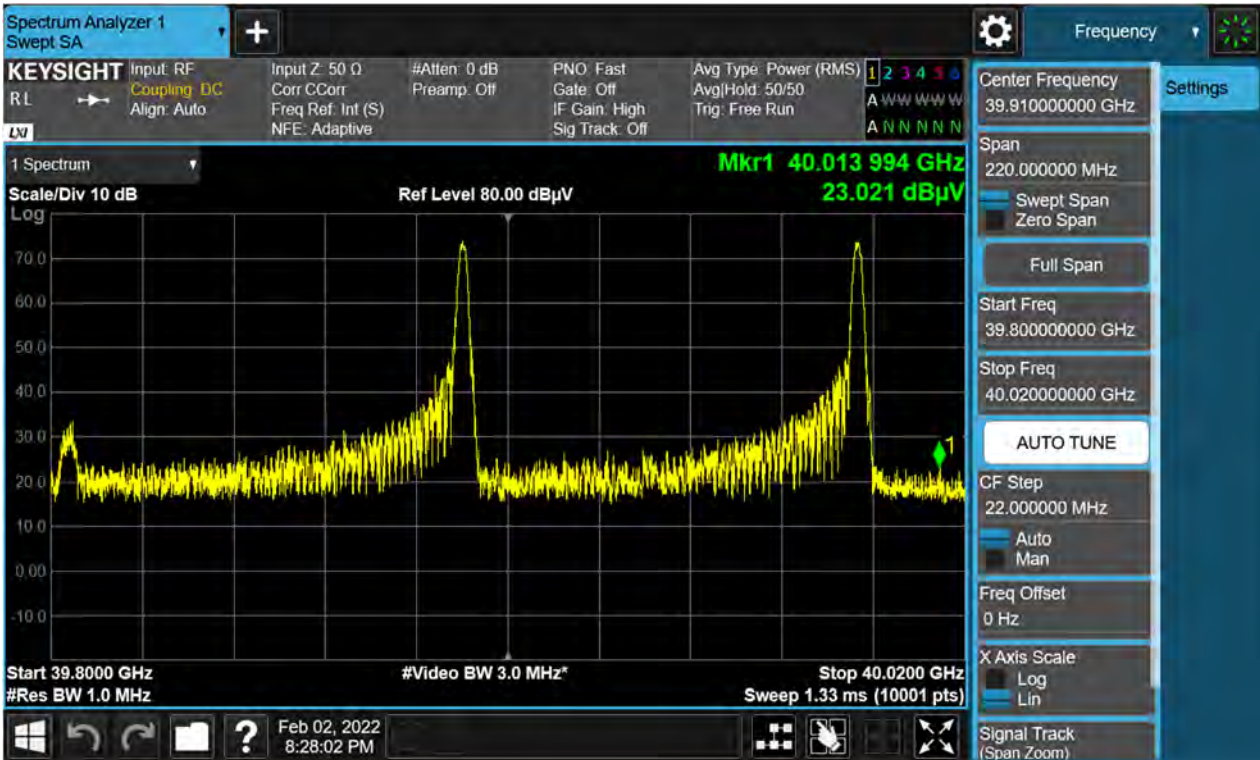 Spectrum Analyzer 1
Swept SA
+
Frequency
KEYSIGHT
RL
LXI
Input: RF
Coupling: DC
Align: Auto
Input Z: 50 Ω
Corr CCorr
Freq Ref: Int (S)
NFE: Adaptive
#Atten: 0 dB
Preamp: Off
PNO: Fast
Gate: Off
IF Gain: High
Sig Track: Off
Avg Type: Power (RMS)
Avg|Hold: 50/50
Trig: Free Run
1 2 3 4 5 6
A W W W W W
A N N N N N
1 Spectrum
Mkr1 40.013 994 GHz
23.021 dBµV
Scale/Div 10 dB
Ref Level 80.00 dBµV
Log
70.0
60.0
50.0
40.0
30.0
20.0
10.0
0.00
-10.0
1
Start 39.8000 GHz
#Video BW 3.0 MHz*
Stop 40.0200 GHz
#Res BW 1.0 MHz
Sweep 1.33 ms (10001 pts)
Center Frequency
39.910000000 GHz
Settings
Span
220.000000 MHz
Swept Span
Zero Span
Full Span
Start Freq
39.800000000 GHz
Stop Freq
40.020000000 GHz
AUTO TUNE
CF Step
22.000000 MHz
Auto
Man
Freq Offset
0 Hz
X Axis Scale
Log
Lin
Signal Track
(Span Zoom)
?
Feb 02, 2022
8:28:02 PM